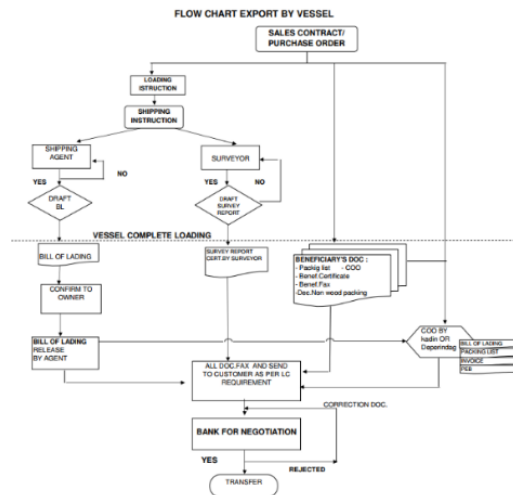 FLOW CHART EXPORT BY VESSEL
SALES CONTRACT/
PURCHASE ORDER
LOADING
ISTRUCTION
SHIPPING
INSTRUCTION
SHIPPING
AGENT
SURVEYOR
YES
NO
YES
NO
DRAFT
BL
DRAFT
SURVEY
REPORT
VESSEL COMPLETE LOADING
BILL OF LADING
SURVEY REPORT
CERT.BY SURVEYOR
BENEFICIARY'S DOC :
- Packig list - COO
- Benef.Certificate
- Benef.Fax
-Dec.Non wood packing
CONFIRM TO
OWNER
BILL OF LADING
RELEASE
BY AGENT
COO BY
kadin OR
Deperindag
BILL OF LADING
PACKING LIST
INVOICE
PEB
ALL DOC.FAX AND SEND
TO CUSTOMER AS PER LC
REQUIREMENT
CORRECTION DOC.
BANK FOR NEGOTIATION
YES
REJECTED
TRANSFER